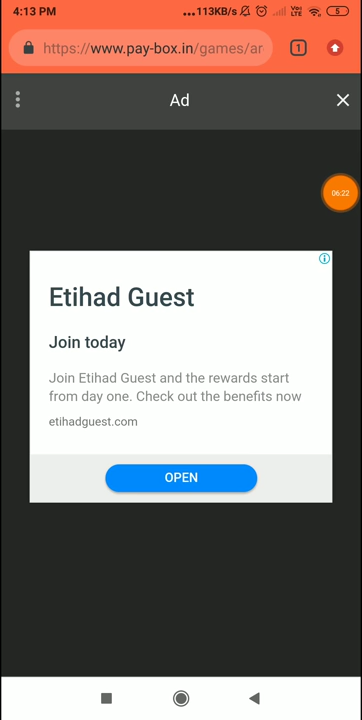 4:13 PM ...113KB/s Vo) LTE 5
https://www.pay-box.in/games/ar 1
Ad
06:22
Etihad Guest
Join today
Join Etihad Guest and the rewards start
from day one. Check out the benefits now
etihadguest.com
OPEN